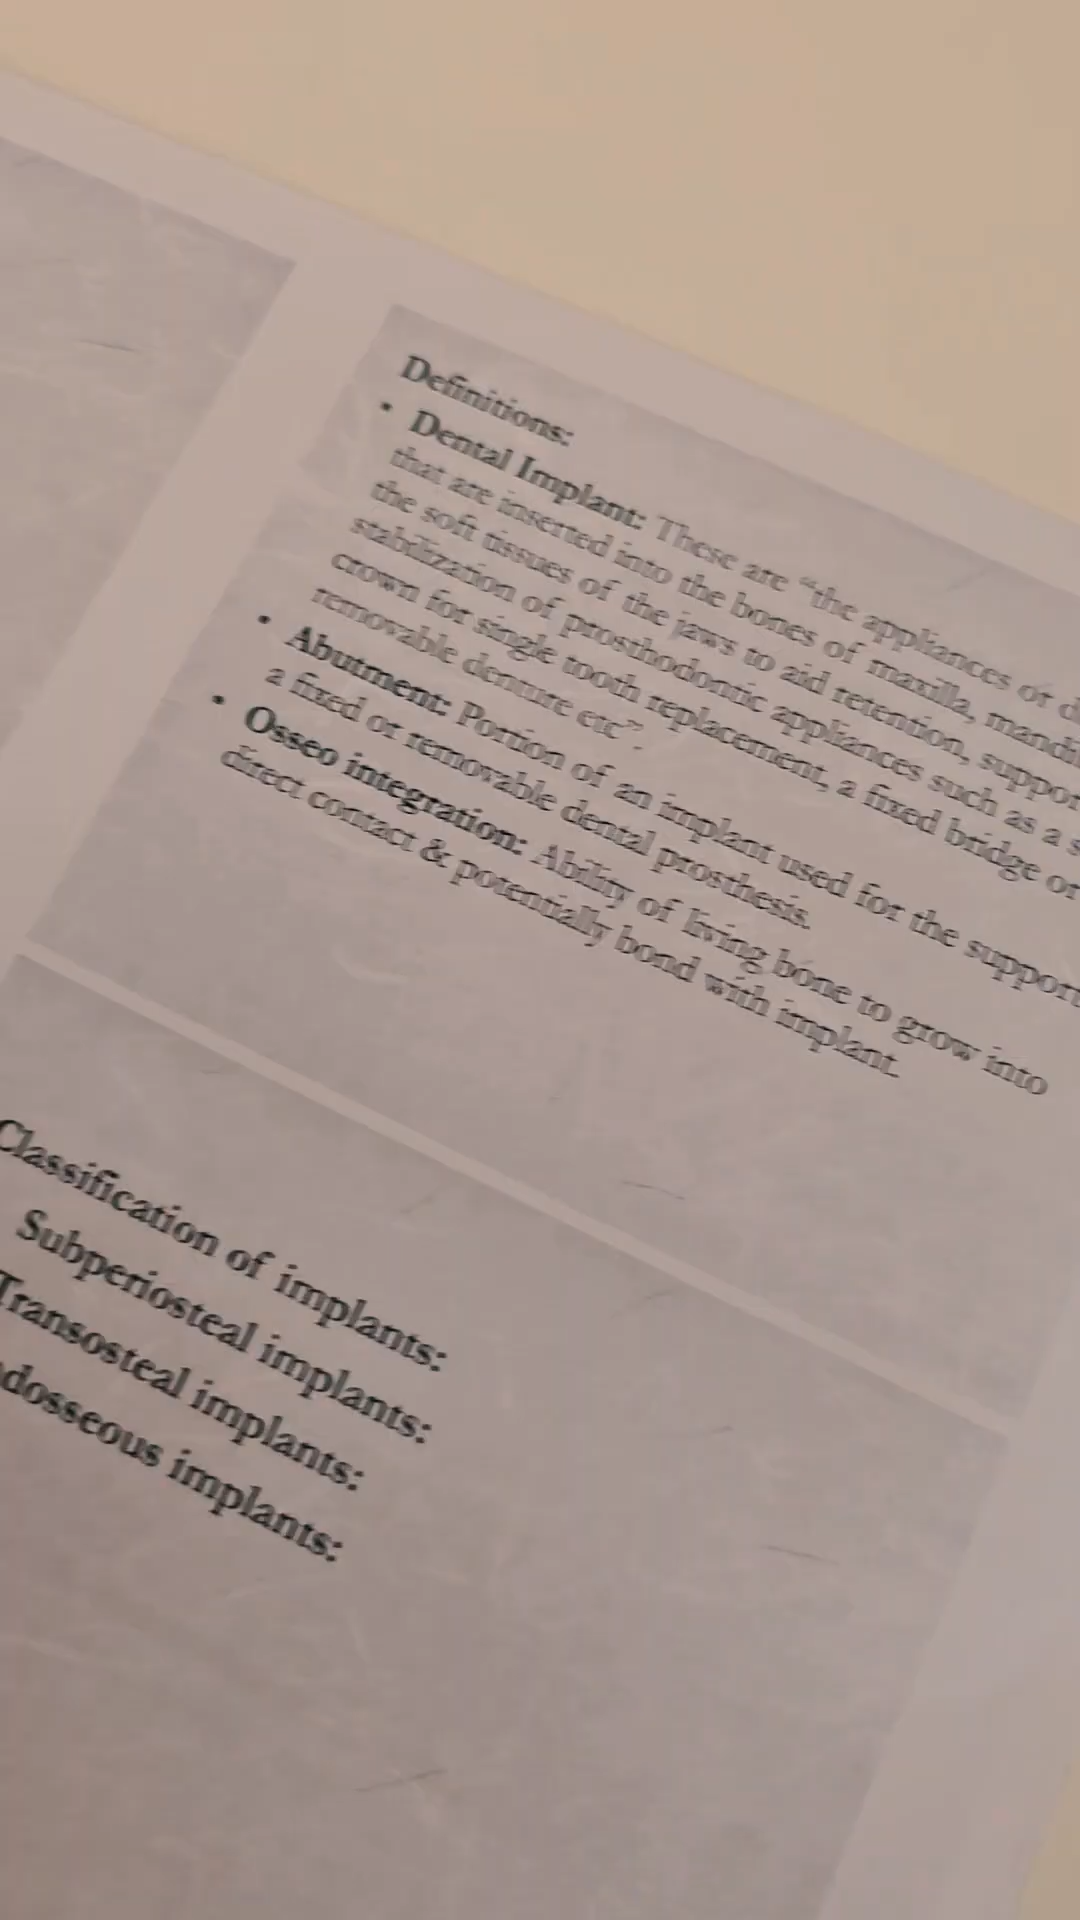 Definitions:
• Dental Implant: These are “the appliances or
that are inserted into the bones of maxilla,
the soft tissues of the jaws to aid retention,
stabilization of prosthodontic appliances such as a
crown for single tooth replacement, a fixed bridge or
removable denture etc”.
• Abutment: Portion of an implant used for the support
a fixed or removable dental prosthesis.
• Osseo integration: Ability of living bone to grow into
direct contact & potentially bond with implant.
Classification of implants:
Subperiosteal implants:
Transosteal implants:
implants: